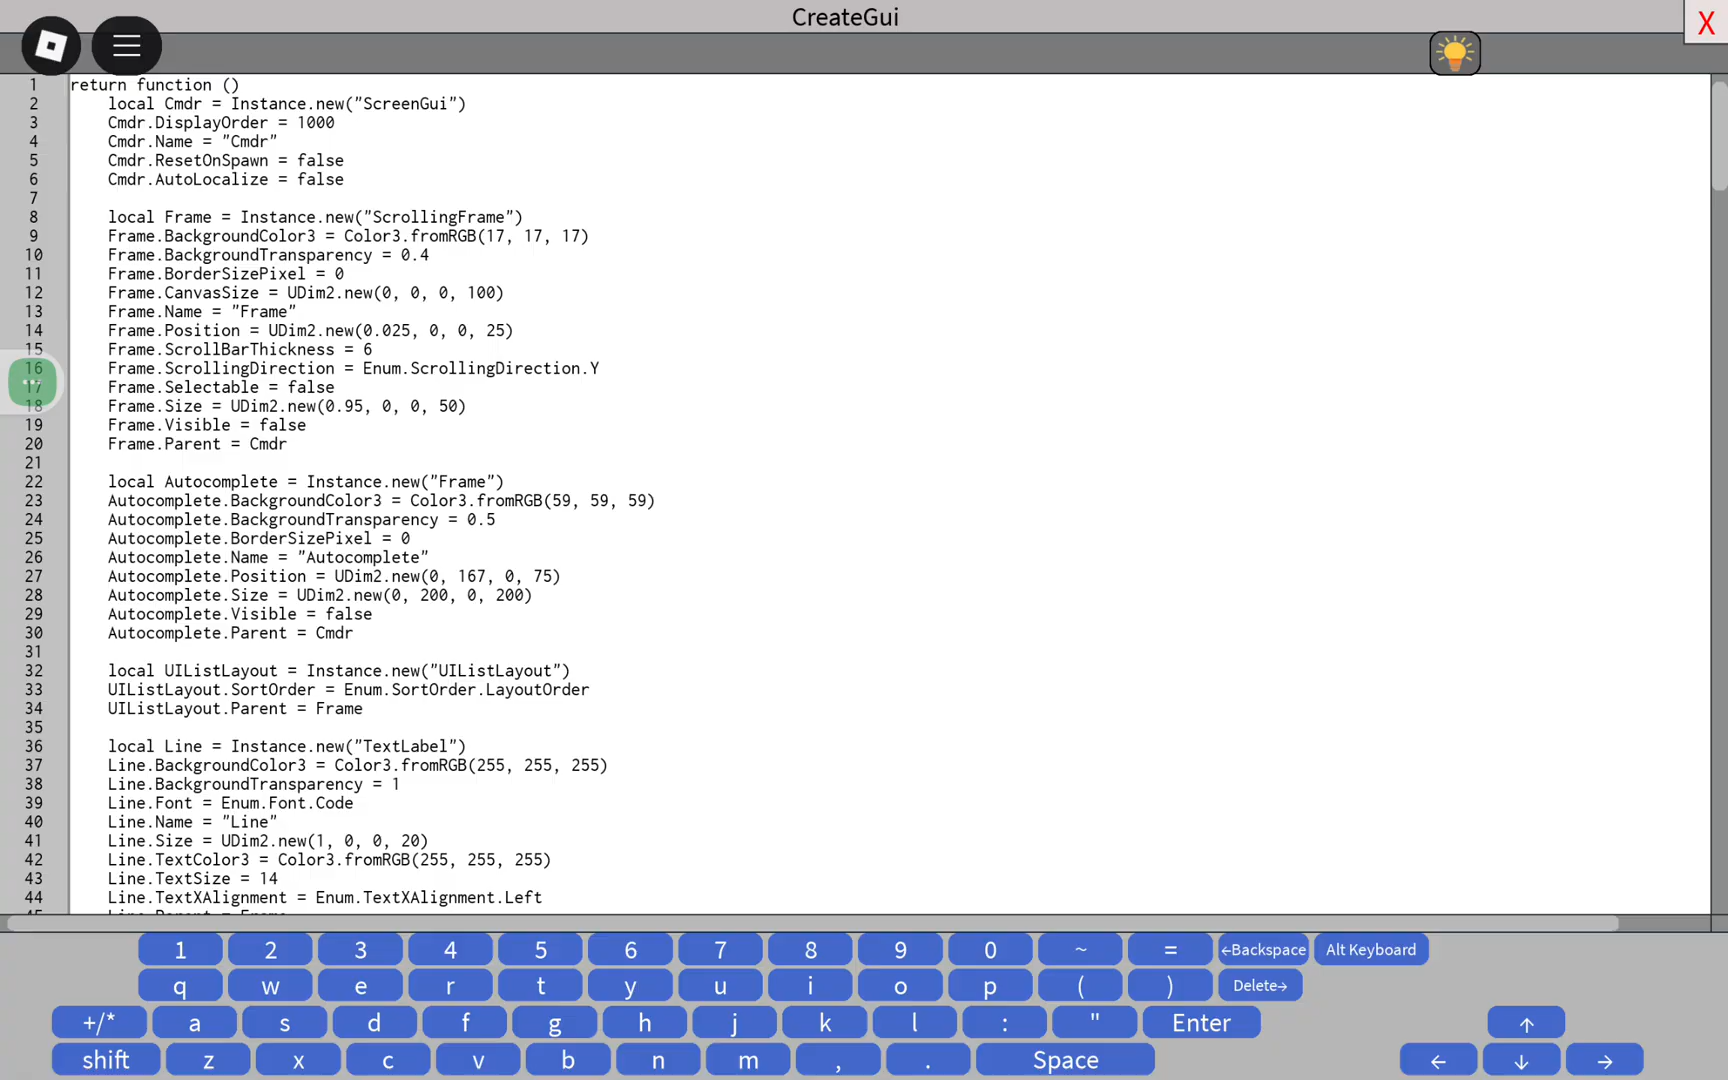 CreateGui
X
1 return function ()
2 local Cmdr = Instance.new("ScreenGui")
3 Cmdr.DisplayOrder = 1000
4 Cmdr.Name = "Cmdr"
5 Cmdr.ResetOnSpawn = false
6 Cmdr.AutoLocalize = false
7
8 local Frame = Instance.new("ScrollingFrame")
9 Frame.BackgroundColor3 = Color3.fromRGB(17, 17, 17)
10 Frame.BackgroundTransparency = 0.4
11 Frame.BorderSizePixel = 0
12 Frame.CanvasSize = UDim2.new(0, 0, 0, 100)
13 Frame.Name = "Frame"
14 Frame.Position = UDim2.new(0.025, 0, 0, 25)
15 Frame.ScrollBarThickness = 6
16 Frame.ScrollingDirection = Enum.ScrollingDirection.Y
17 Frame.Selectable = false
18 Frame.Size = UDim2.new(0.95, 0, 0, 50)
19 Frame.Visible = false
20 Frame.Parent = Cmdr
21
22 local Autocomplete = Instance.new("Frame")
23 Autocomplete.BackgroundColor3 = Color3.fromRGB(59, 59, 59)
24 Autocomplete.BackgroundTransparency = 0.5
25 Autocomplete.BorderSizePixel = 0
26 Autocomplete.Name = "Autocomplete"
27 Autocomplete.Position = UDim2.new(0, 167, 0, 75)
28 Autocomplete.Size = UDim2.new(0, 200, 0, 200)
29 Autocomplete.Visible = false
30 Autocomplete.Parent = Cmdr
31
32 local UIListLayout = Instance.new("UIListLayout")
33 UIListLayout.SortOrder = Enum.SortOrder.LayoutOrder
34 UIListLayout.Parent = Frame
35
36 local Line = Instance.new("TextLabel")
37 Line.BackgroundColor3 = Color3.fromRGB(255, 255, 255)
38 Line.BackgroundTransparency = 1
39 Line.Font = Enum.Font.Code
40 Line.Name = "Line"
41 Line.Size = UDim2.new(1, 0, 0, 20)
42 Line.TextColor3 = Color3.fromRGB(255, 255, 255)
43 Line.TextSize = 14
44 Line.TextXAlignment = Enum.TextXAlignment.Left
1 2 3 4 5 6 7 8 9 0 ~ = ←Backspace Alt Keyboard
q w e r t y u i o p ( ) Delete→
+/* a s d f g h j k l : " Enter ↑
shift z x c v b n m , . Space ← ↓ →